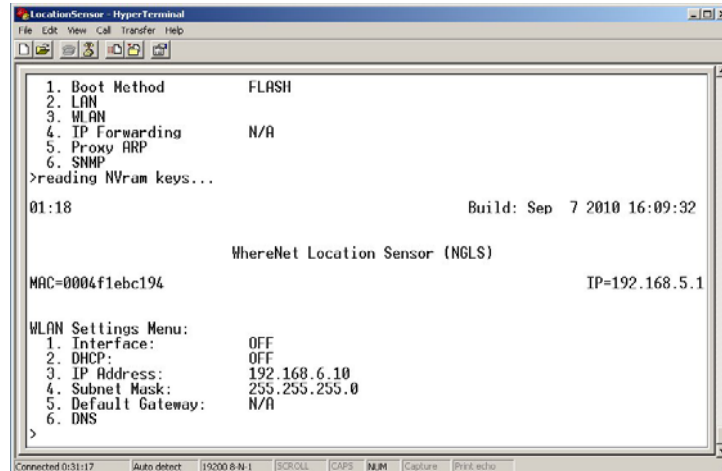 LocationSensor - HyperTerminal
File Edit View Call Transfer Help
1. Boot Method FLASH
2. LAN
3. WLAN
4. IP Forwarding N/A
5. Proxy ARP
6. SNMP
>reading NVram keys...
01:18 Build: Sep 7 2010 16:09:32
WhereNet Location Sensor (NGLS)
MAC=0004f1ebc194 IP=192.168.5.1
WLAN Settings Menu:
1. Interface: OFF
2. DHCP: OFF
3. IP Address: 192.168.6.10
4. Subnet Mask: 255.255.255.0
5. Default Gateway: N/A
6. DNS
>
Connected 0:31:17 Auto detect 19200 8-N-1 SCROLL CAPS NUM Capture Print echo